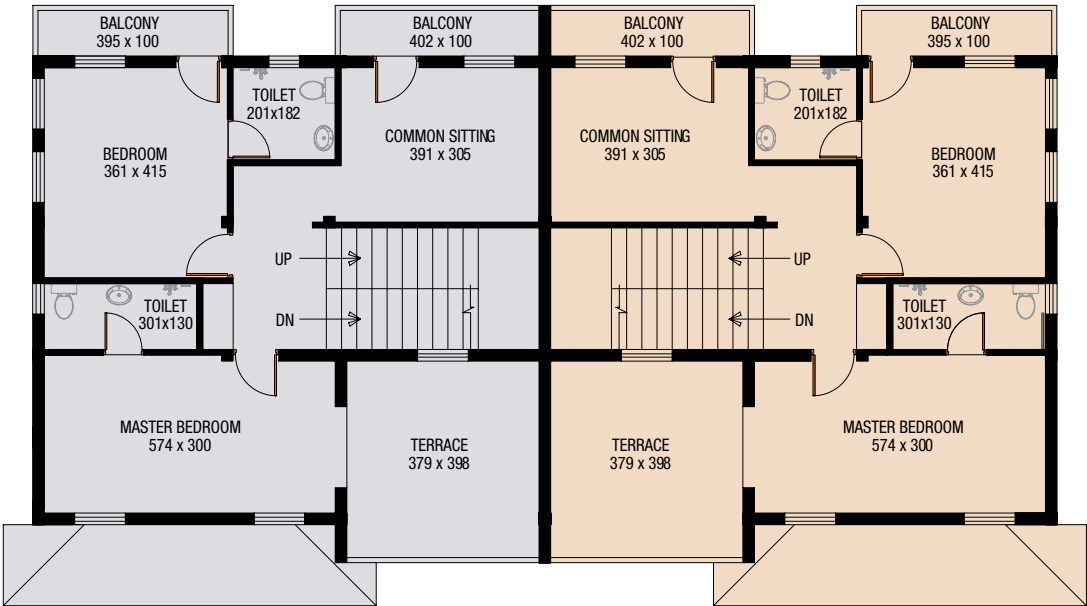 BALCONY
395 x 100
BALCONY
402 x 100
BALCONY
402 x 100
BALCONY
395 x 100
TOILET
201x182
TOILET
201x182
COMMON SITTING
391 x 305
COMMON SITTING
391 x 305
BEDROOM
361 x 415
BEDROOM
361 x 415
UP
UP
TOILET
301x130
DN
DN
TOILET
301x130
MASTER BEDROOM
574 x 300
TERRACE
379 x 398
TERRACE
379 x 398
MASTER BEDROOM
574 x 300